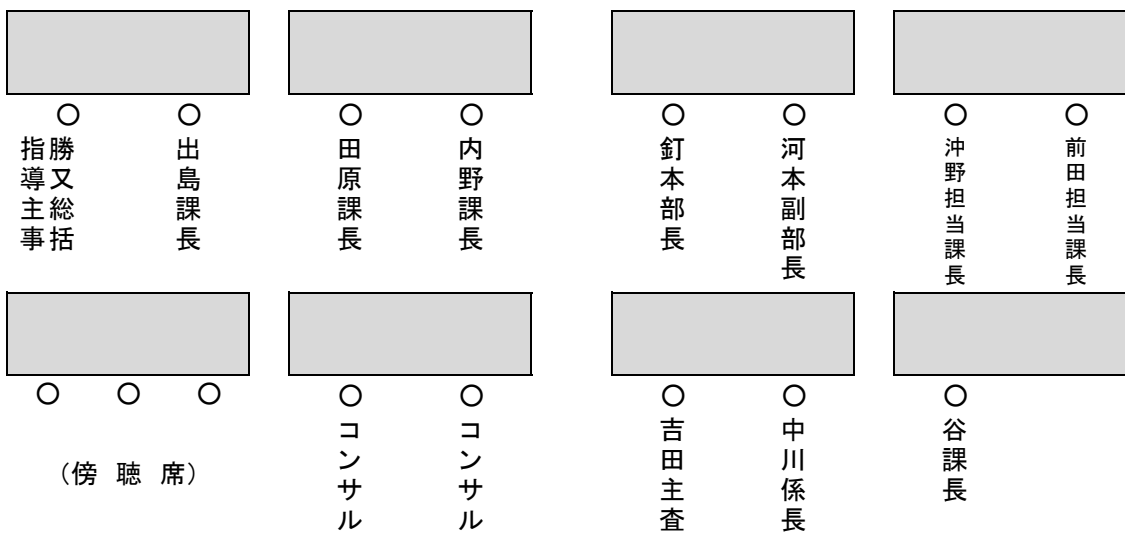 勝又総括
指導主事
出島課長
田原課長
内野課長
釘本部長
河本副部長
沖野担当課長
前田担当課長
(傍 聴 席)
コンサル
コンサル
吉田主査
中川係長
谷課長